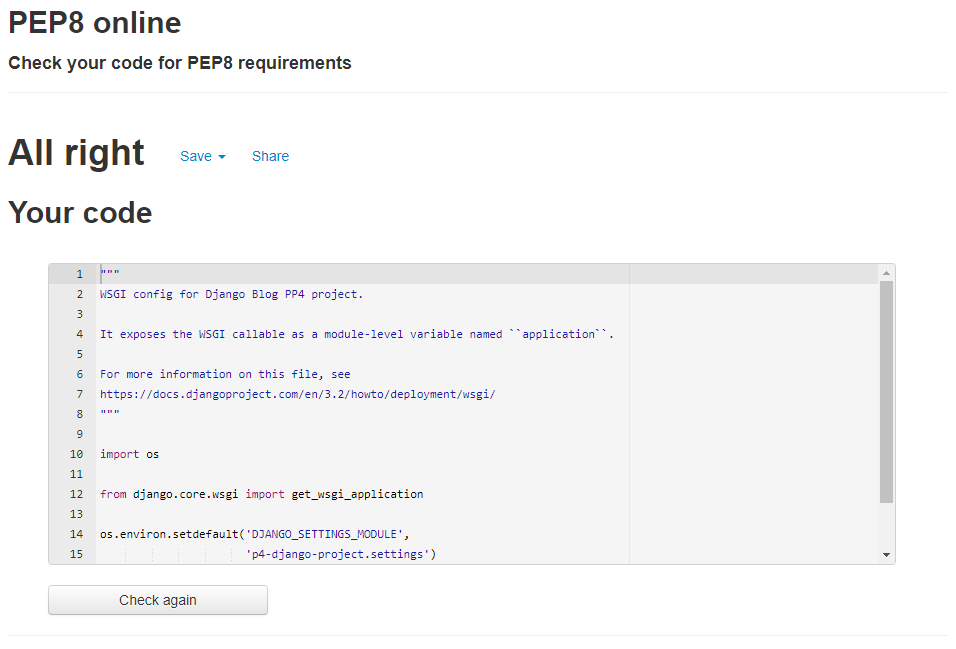 PEP8 online
Check your code for PEP8 requirements
All right Save Share
Your code
1 """
2 WSGI config for Django Blog PP4 project.
3
4 It exposes the WSGI callable as a module-level variable named ``application``.
5
6 For more information on this file, see
7 https://docs.djangoproject.com/en/3.2/howto/deployment/wsgi/
8 """
9
10 import os
11
12 from django.core.wsgi import get_wsgi_application
13
14 os.environ.setdefault('DJANGO_SETTINGS_MODULE',
15 'p4-django-project.settings')
Check again